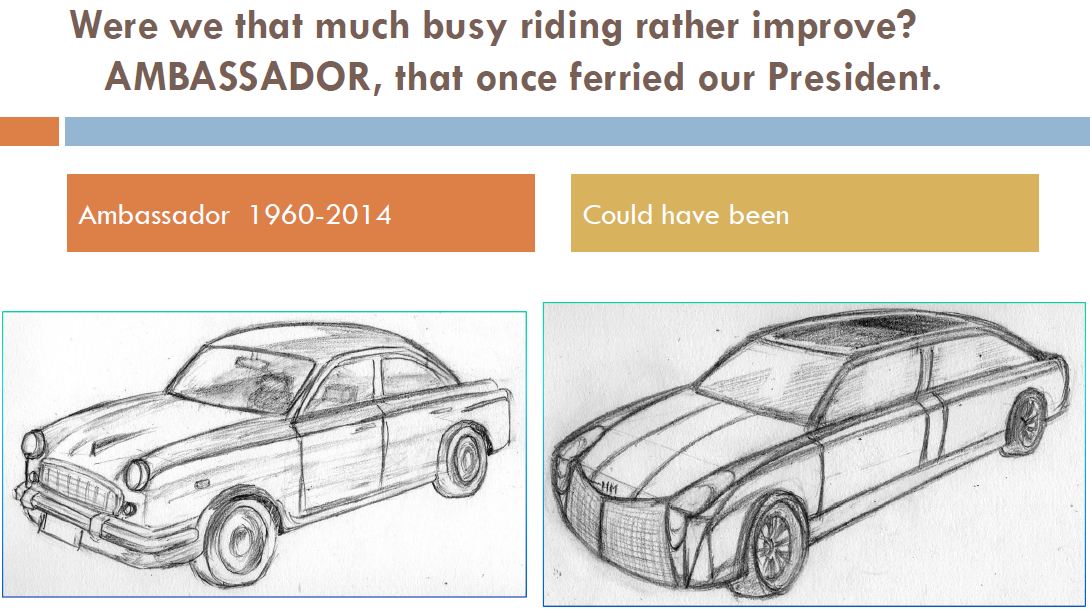 Were we that much busy riding rather improve?
AMBASSADOR, that once ferried our President.
Ambassador 1960-2014
Could have been
HM